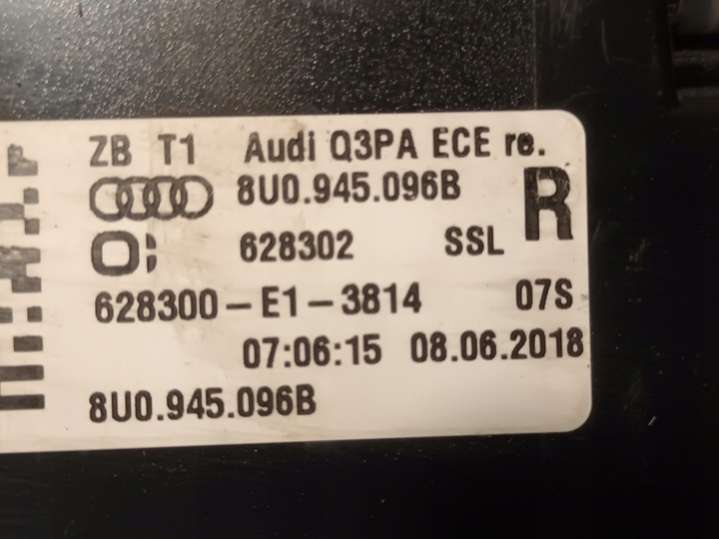 ZB T1 Audi Q3PA ECE re.
8U0.945.096B R
628302 SSL
628300-E1-3814 07S
07:06:15 08.06.2018
8U0.945.096B